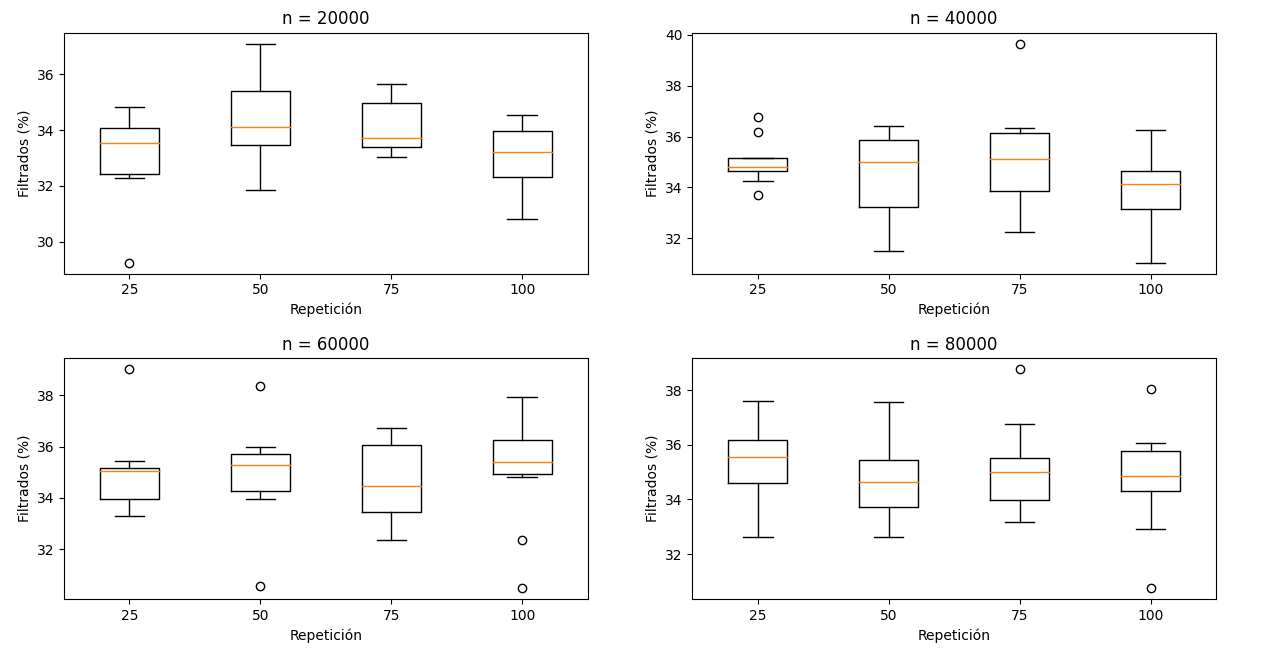 n = 20000
Filtrados (%)
36
34
32
30
25 50 75 100
Repetición
n = 40000
Filtrados (%)
40
38
36
34
32
25 50 75 100
Repetición
n = 60000
Filtrados (%)
38
36
34
32
25 50 75 100
Repetición
n = 80000
Filtrados (%)
38
36
34
32
25 50 75 100
Repetición